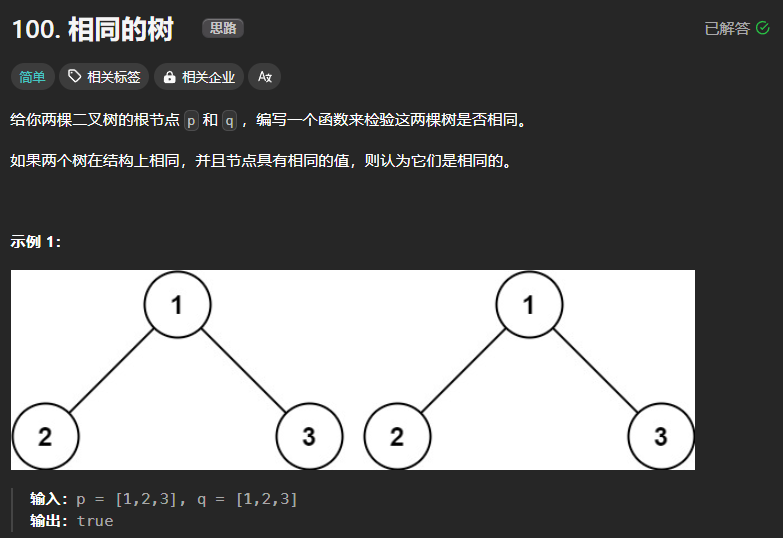 100. 相同的树 思路 已解答
简单 相关标签 相关企业 Aえ
给你两棵二叉树的根节点 p 和 q ，编写一个函数来检验这两棵树是否相同。
如果两个树在结构上相同，并且节点具有相同的值，则认为它们是相同的。
示例 1：
1 1
2 3 2 3
输入：p = [1,2,3], q = [1,2,3]
输出：true